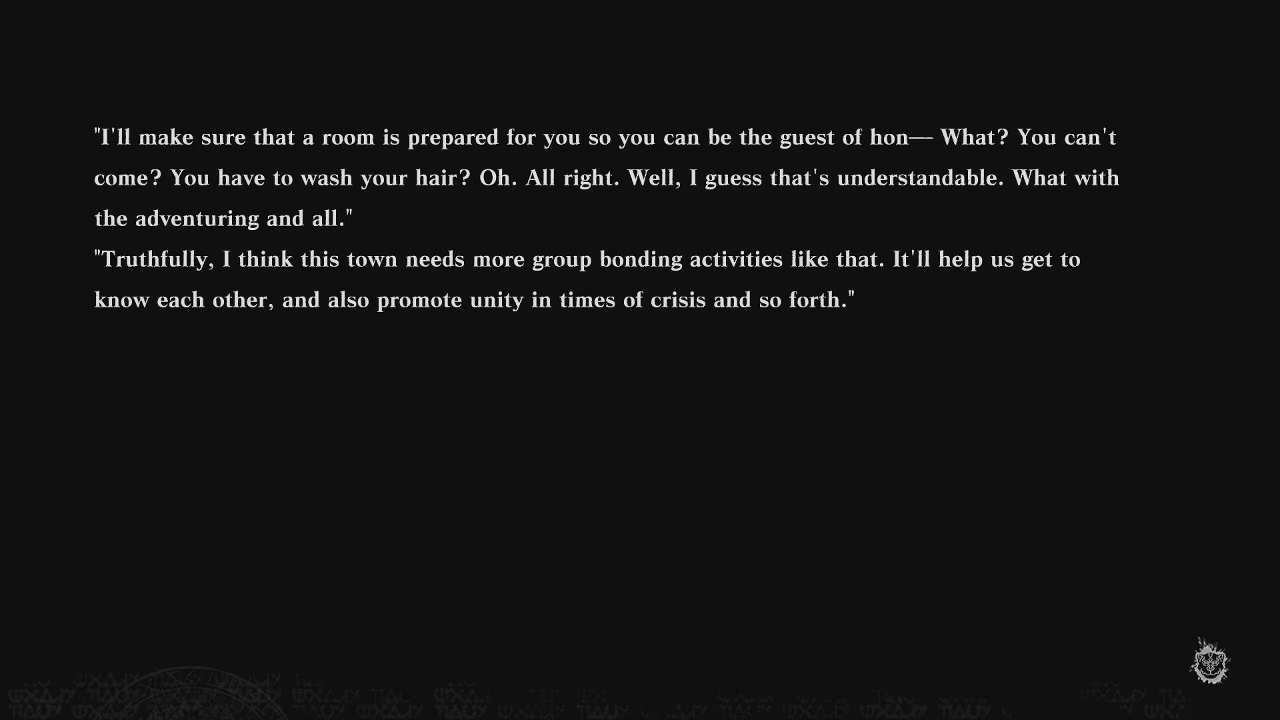 "I'll make sure that a room is prepared for you so you can be the guest of hon— What? You can't
come? You have to wash your hair? Oh. All right. Well, I guess that's understandable. What with
the adventuring and all."
"Truthfully, I think this town needs more group bonding activities like that. It'll help us get to
know each other, and also promote unity in times of crisis and so forth."